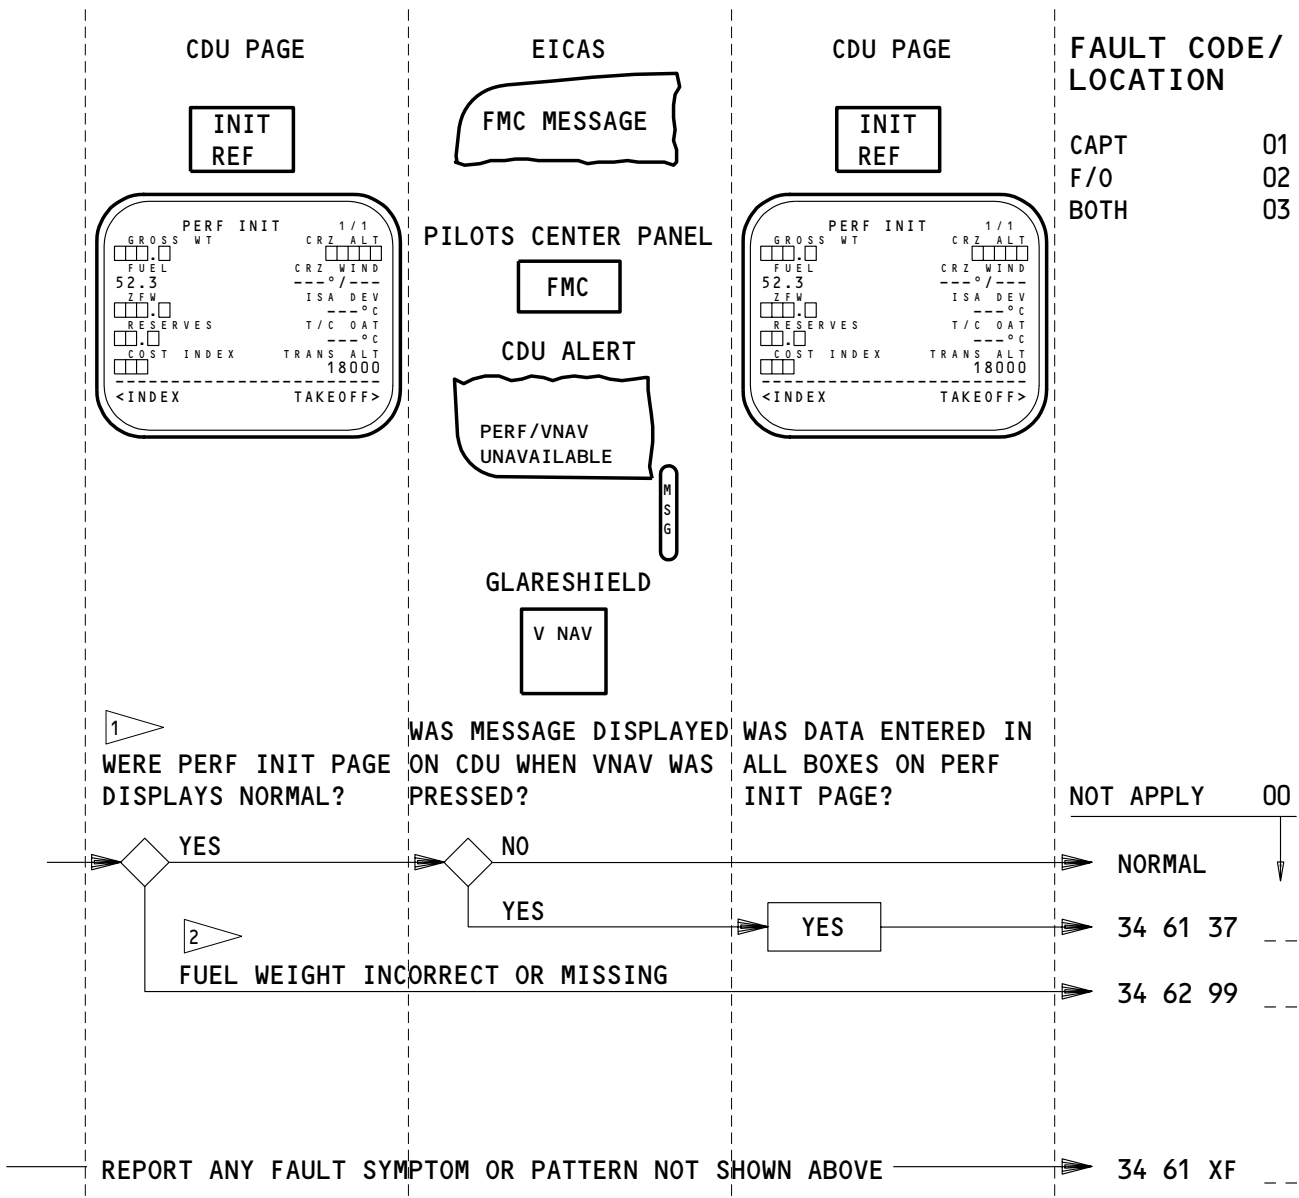 CDU PAGE
INIT
REF
PERF INIT 1/1
GROSS WT CRZ ALT
.
FUEL CRZ WIND
52.3 ---°/---
ZFW ISA DEV
. ---°C
RESERVES T/C OAT
. ---°C
COST INDEX TRANS ALT
18000
------------------------
<INDEX TAKEOFF>
1
WERE PERF INIT PAGE
DISPLAYS NORMAL?
EICAS
FMC MESSAGE
PILOTS CENTER PANEL
FMC
CDU ALERT
PERF/VNAV
UNAVAILABLE
MSG
GLARESHIELD
V NAV
WAS MESSAGE DISPLAYED
ON CDU WHEN VNAV WAS
PRESSED?
CDU PAGE
INIT
REF
PERF INIT 1/1
GROSS WT CRZ ALT
.
FUEL CRZ WIND
52.3 ---°/---
ZFW ISA DEV
. ---°C
RESERVES T/C OAT
. ---°C
COST INDEX TRANS ALT
18000
------------------------
<INDEX TAKEOFF>
WAS DATA ENTERED IN
ALL BOXES ON PERF
INIT PAGE?
FAULT CODE/
LOCATION
CAPT 01
F/O 02
BOTH 03
NOT APPLY 00
YES
NO
NORMAL
YES
YES
34 61 37 _ _
2
FUEL WEIGHT INCORRECT OR MISSING
34 62 99 _ _
REPORT ANY FAULT SYMPTOM OR PATTERN NOT SHOWN ABOVE
34 61 XF _ _